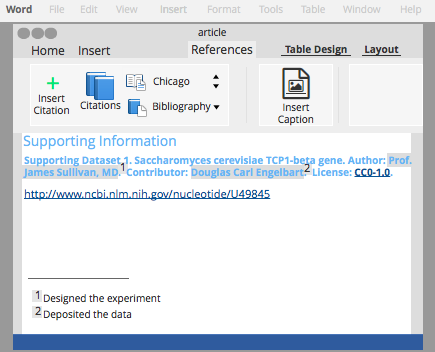 Word File Edit View Insert Format Tools Table Window Help
article
Home Insert References Table Design Layout
Insert Citation
Citations
Chicago
Bibliography
Insert Caption
Supporting Information
Supporting Dataset 1. Saccharomyces cerevisiae TCP1-beta gene. Author: Prof.
James Sullivan, MD.1 Contributor: Douglas Carl Engelbart2 License: CC0-1.0.
http://www.ncbi.nlm.nih.gov/nucleotide/U49845
1 Designed the experiment
2 Deposited the data